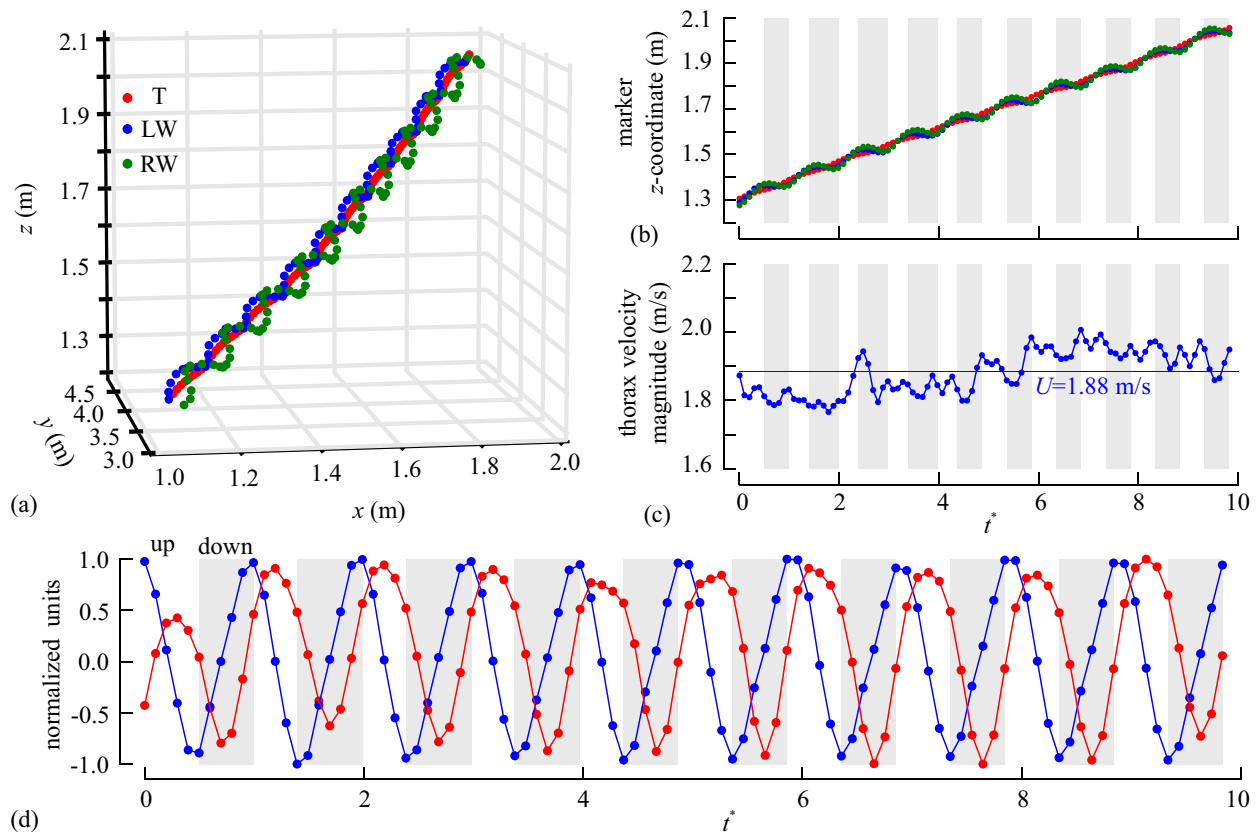 2.1
1.9
1.7
1.5
1.3
z (m)
T
LW
RW
4.5
4.0
3.5
3.0
y (m)
1.0
1.2
1.4
1.6
1.8
2.0
x (m)
(a)
2.1
1.9
1.7
1.5
1.3
marker
z-coordinate (m)
(b)
2.2
2.0
1.8
1.6
thorax velocity
magnitude (m/s)
U=1.88 m/s
0
2
4
6
8
10
t*
(c)
up
down
1.0
0.5
0.0
-0.5
-1.0
normalized units
0
2
4
6
8
10
t*
(d)